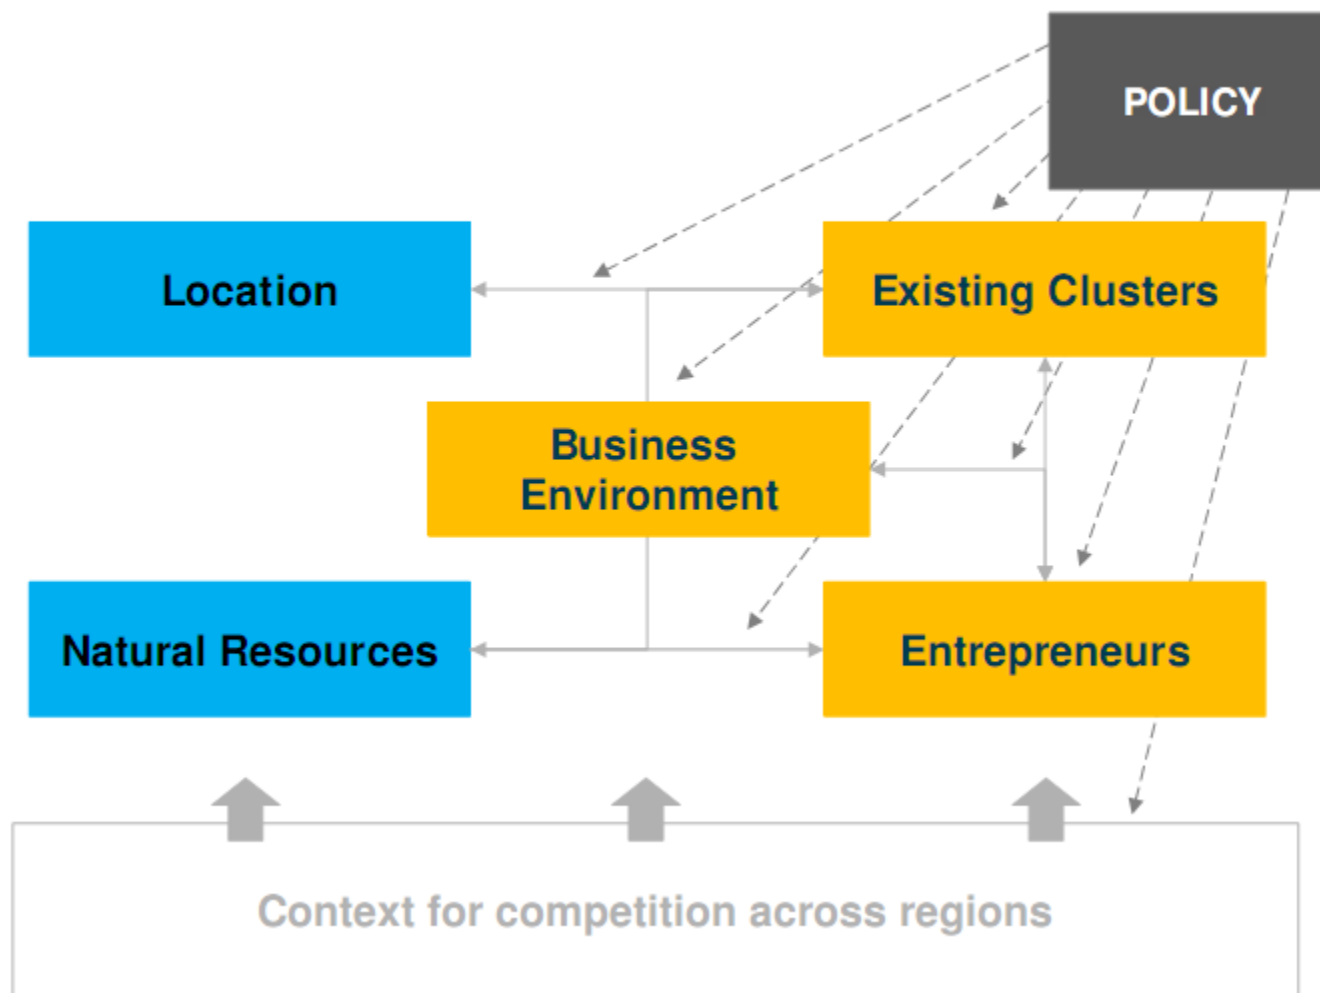 POLICY
Location
Existing Clusters
Business
Environment
Natural Resources
Entrepreneurs
Context for competition across regions